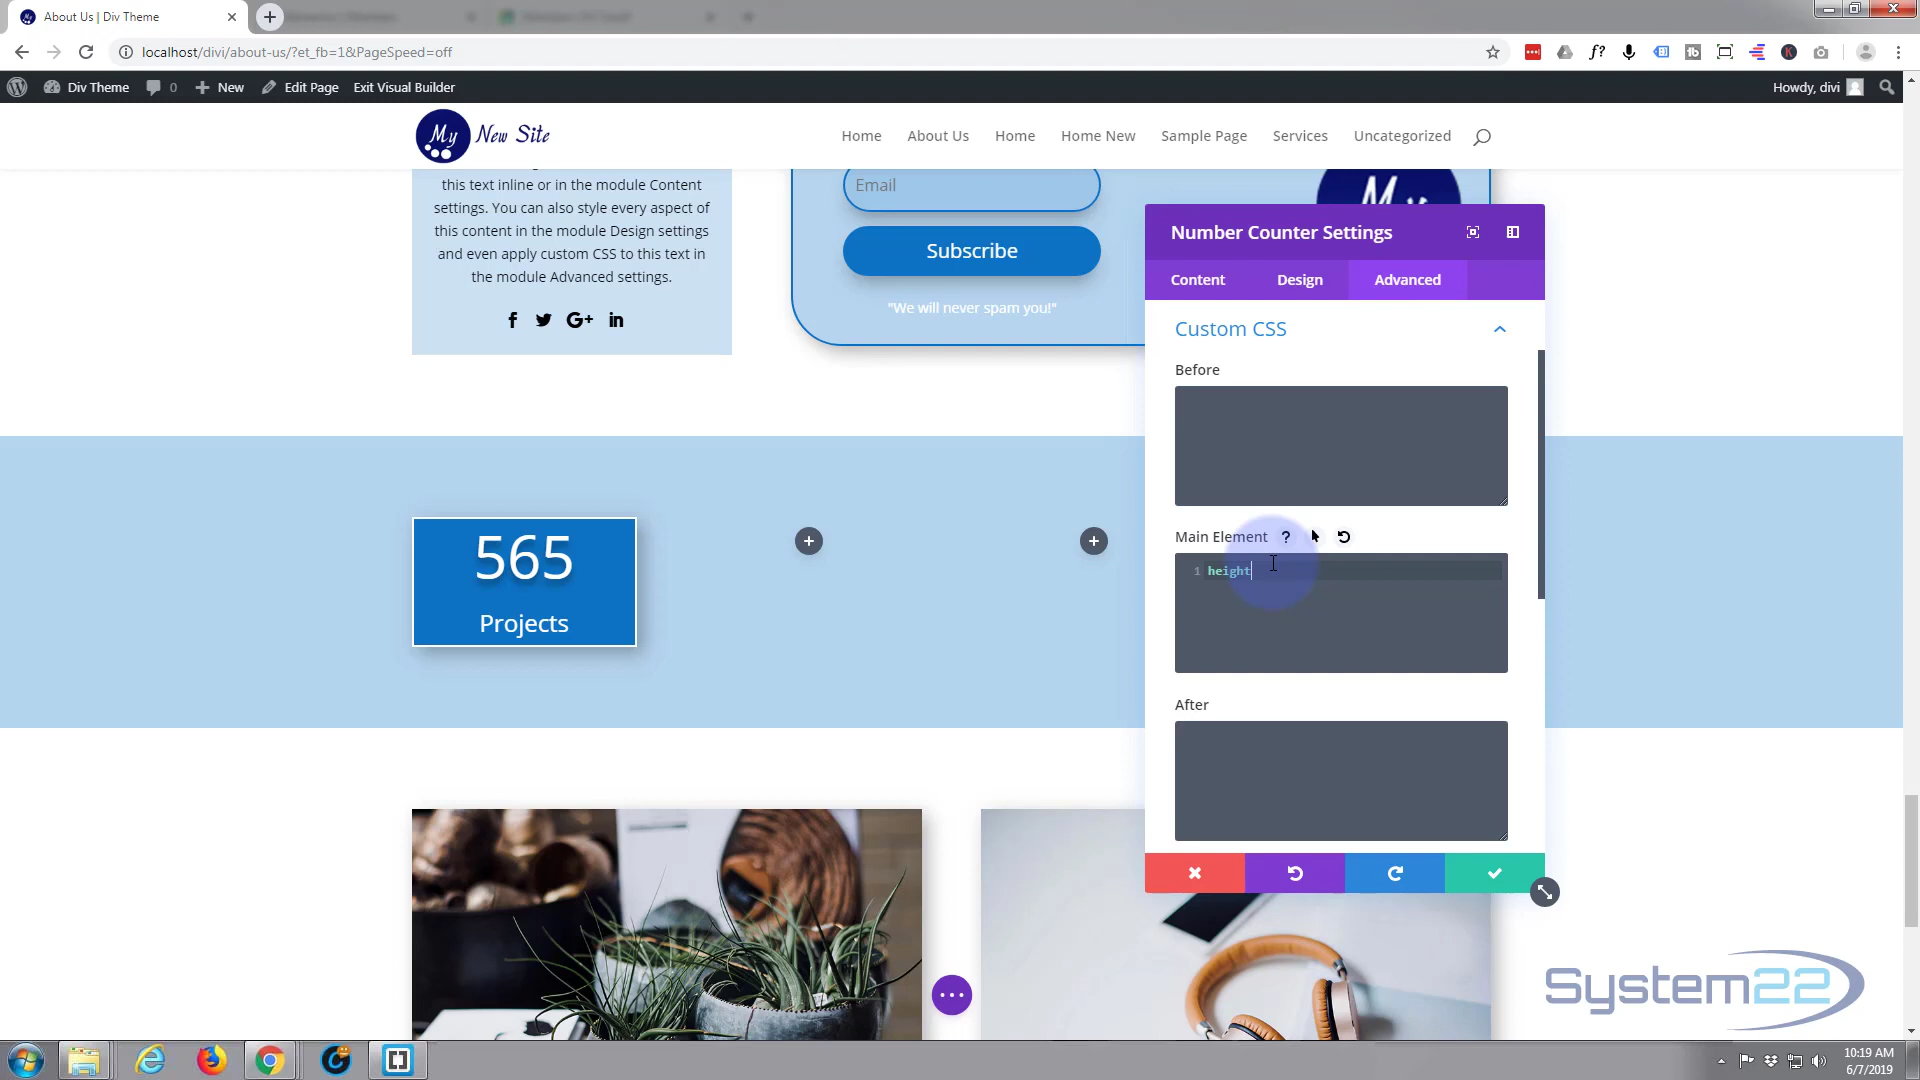 About Us | Div Theme
localhost/divi/about-us/?et_fb=1&PageSpeed=off
Div Theme 0 New Edit Page Exit Visual Builder Howdy, divi
My New Site
Home About Us Home Home New Sample Page Services Uncategorized
this text inline or in the module Content
settings. You can also style every aspect of
this content in the module Design settings
and even apply custom CSS to this text in
the module Advanced settings.
Email
Subscribe
"We will never spam you!"
My
Number Counter Settings
Content Design Advanced
Custom CSS
Before
Main Element ?
1 height
After
565
Projects
System22
10:19 AM
6/7/2019